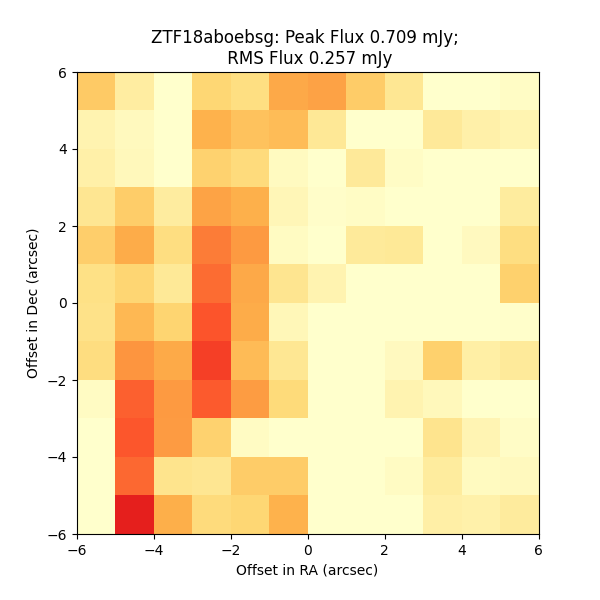 ZTF18aboebsg: Peak Flux 0.709 mJy;
RMS Flux 0.257 mJy
6
4
2
0
−2
−4
−6
Offset in Dec (arcsec)
−6 −4 −2 0 2 4 6
Offset in RA (arcsec)